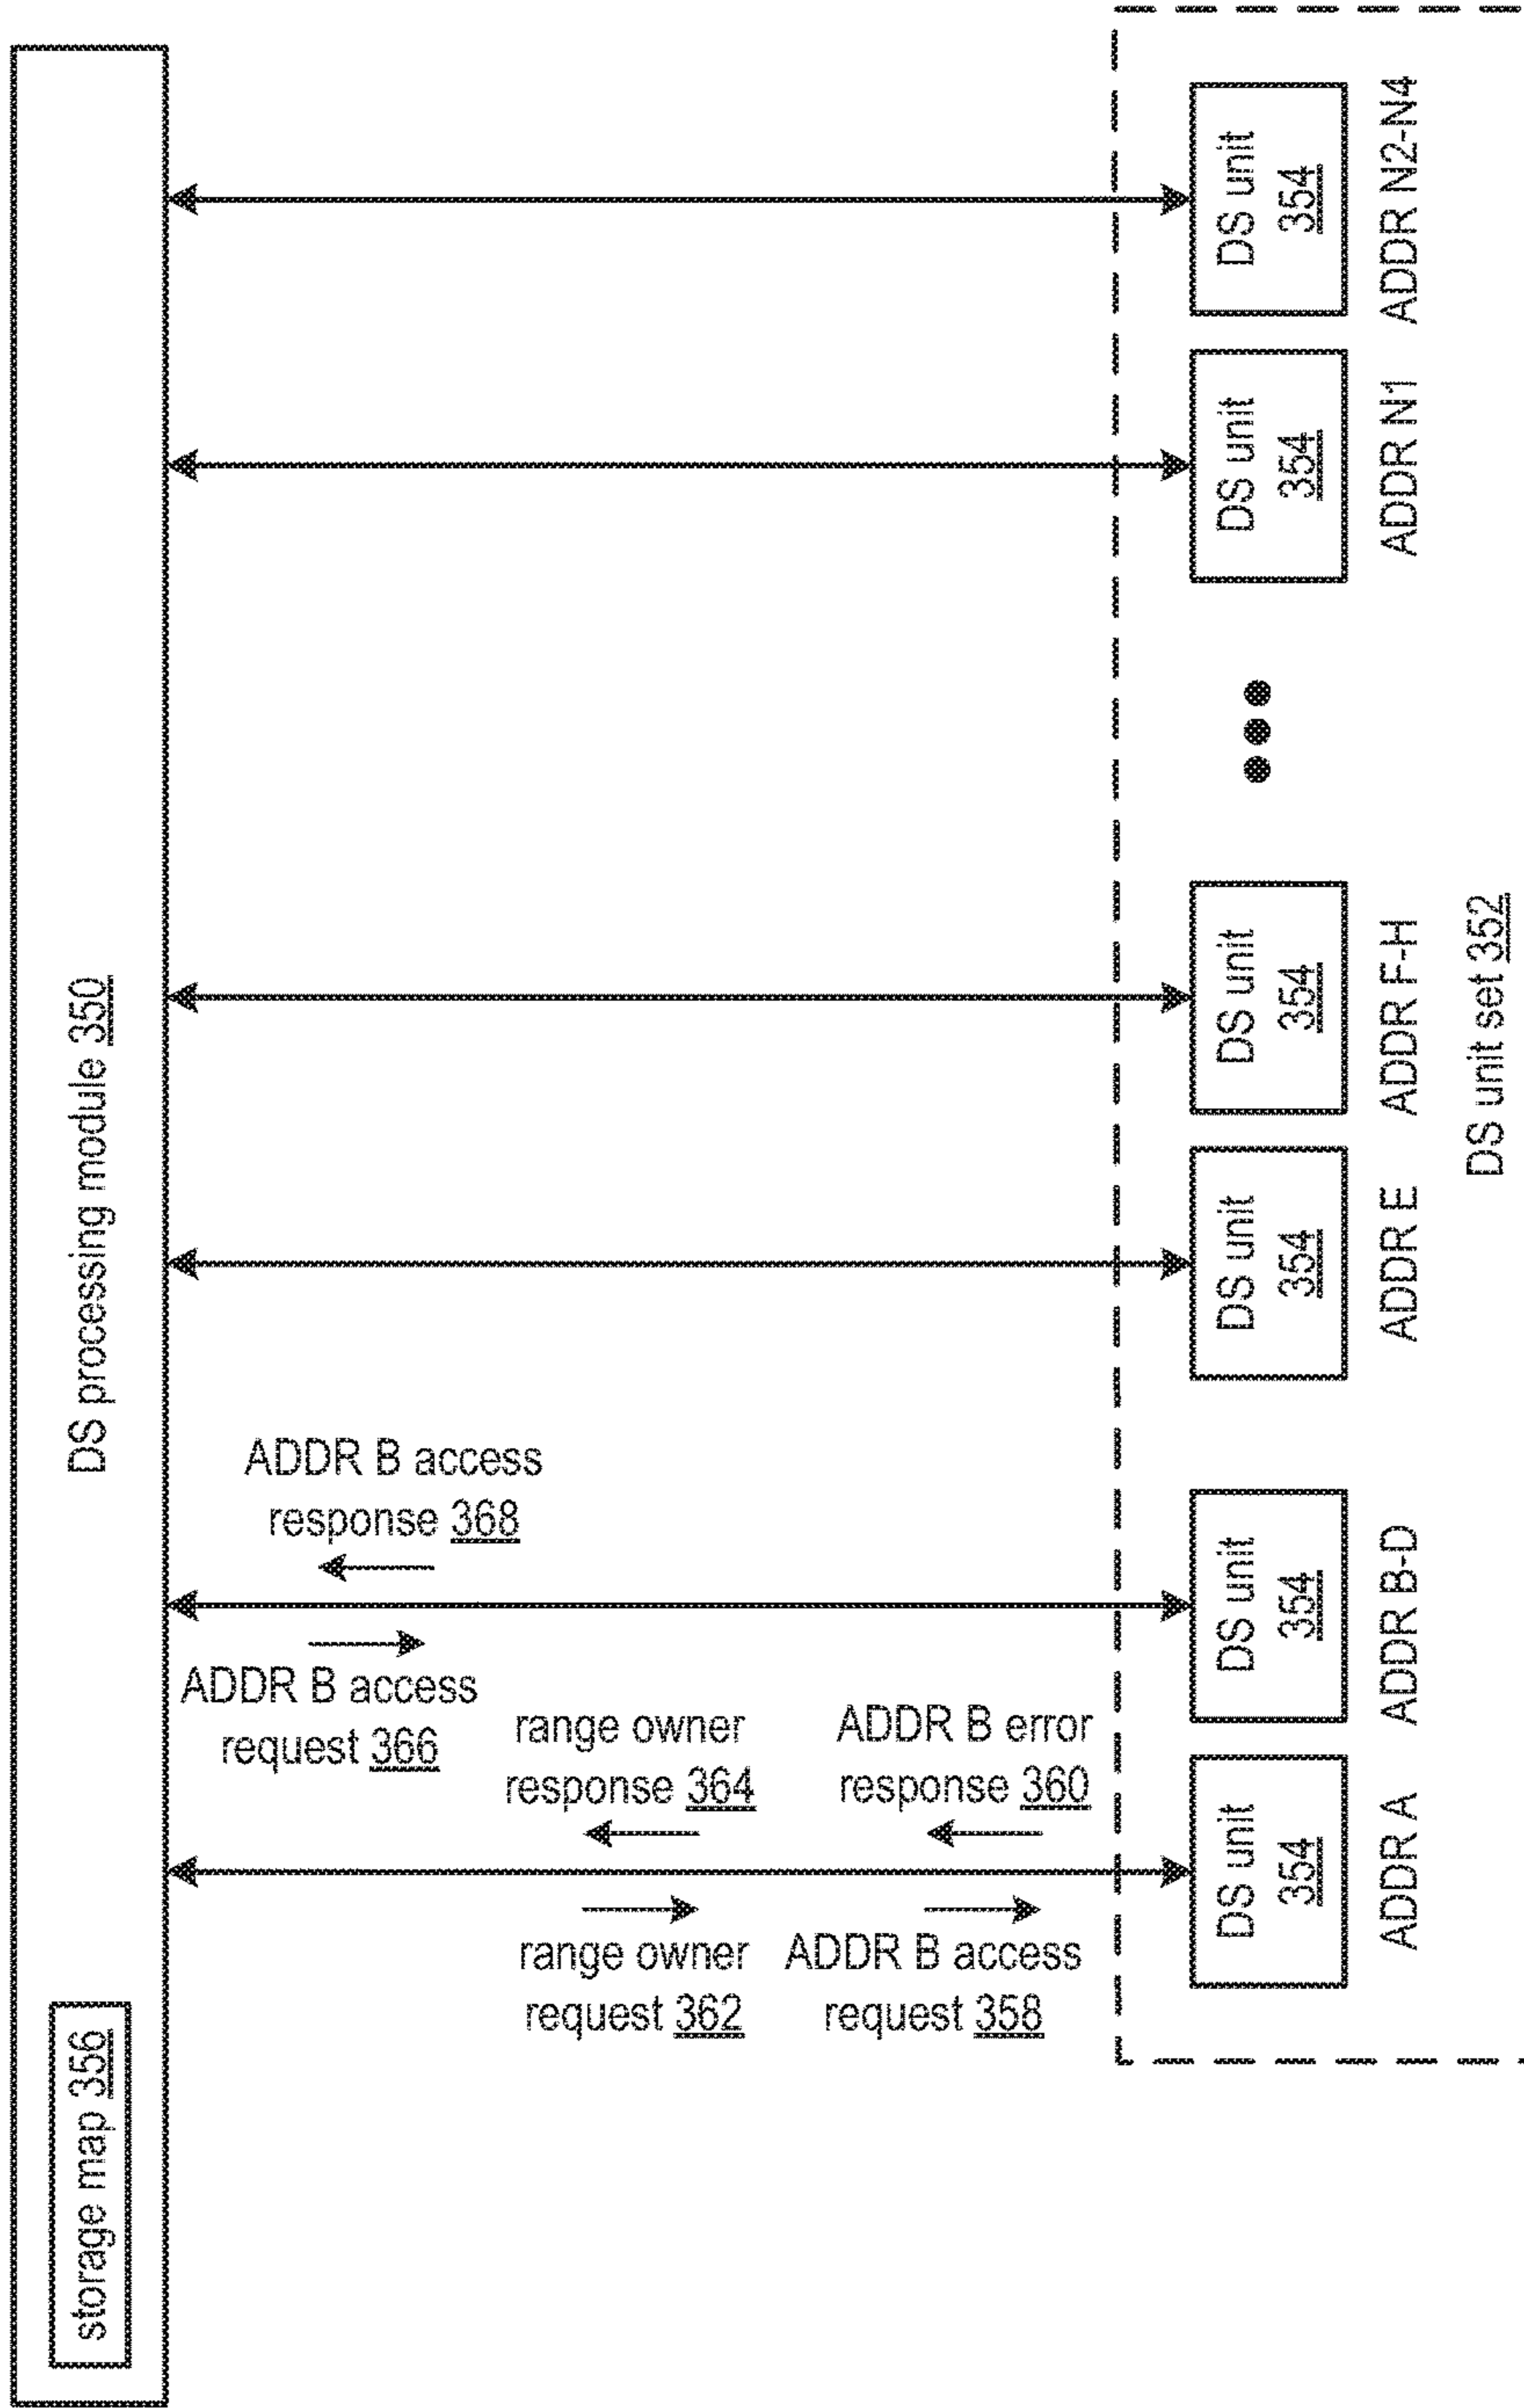 DS processing module 350
storage map 356
ADDR B access
response 368
ADDR B access
request 366
range owner
response 364
ADDR B error
response 360
range owner
request 362
ADDR B access
request 358
DS unit
354
ADDR A
DS unit
354
ADDR B-D
DS unit
354
ADDR E
DS unit
354
ADDR F-H
DS unit
354
ADDR N1
DS unit
354
ADDR N2-N4
DS unit set 352